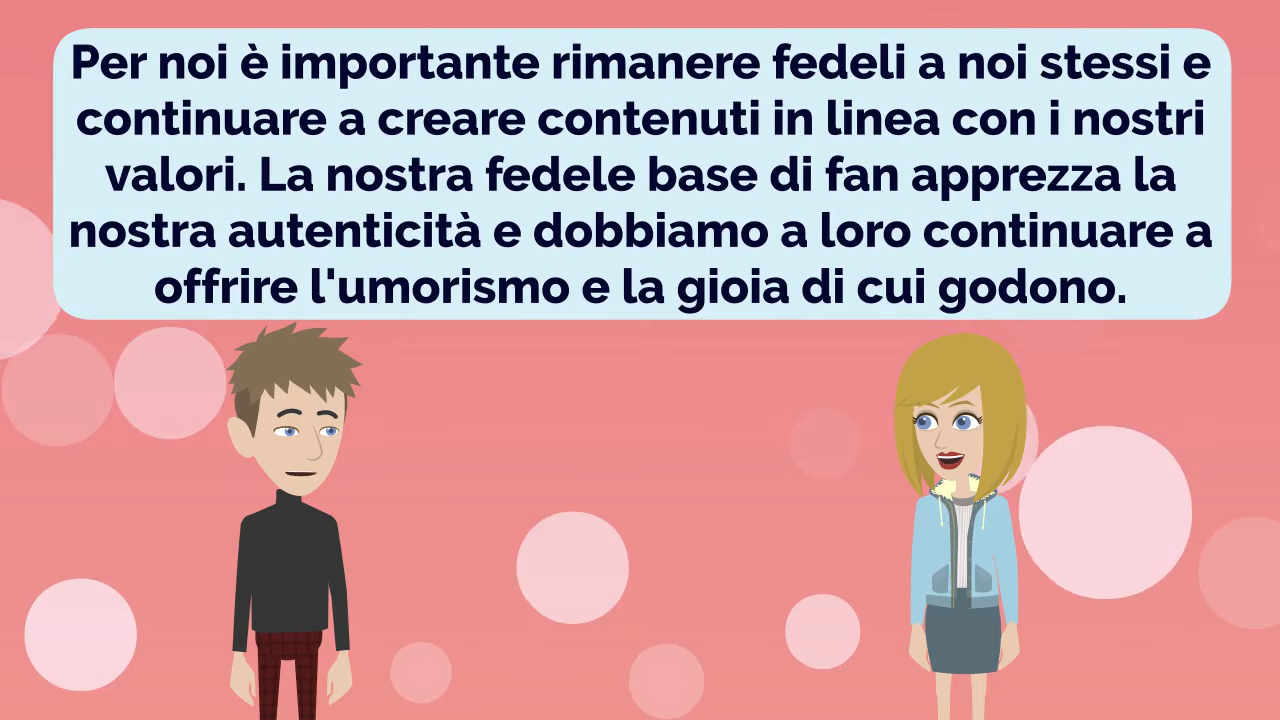 Per noi è importante rimanere fedeli a noi stessi e
continuare a creare contenuti in linea con i nostri
valori. La nostra fedele base di fan apprezza la
nostra autenticità e dobbiamo a loro continuare a
offrire l'umorismo e la gioia di cui godono.